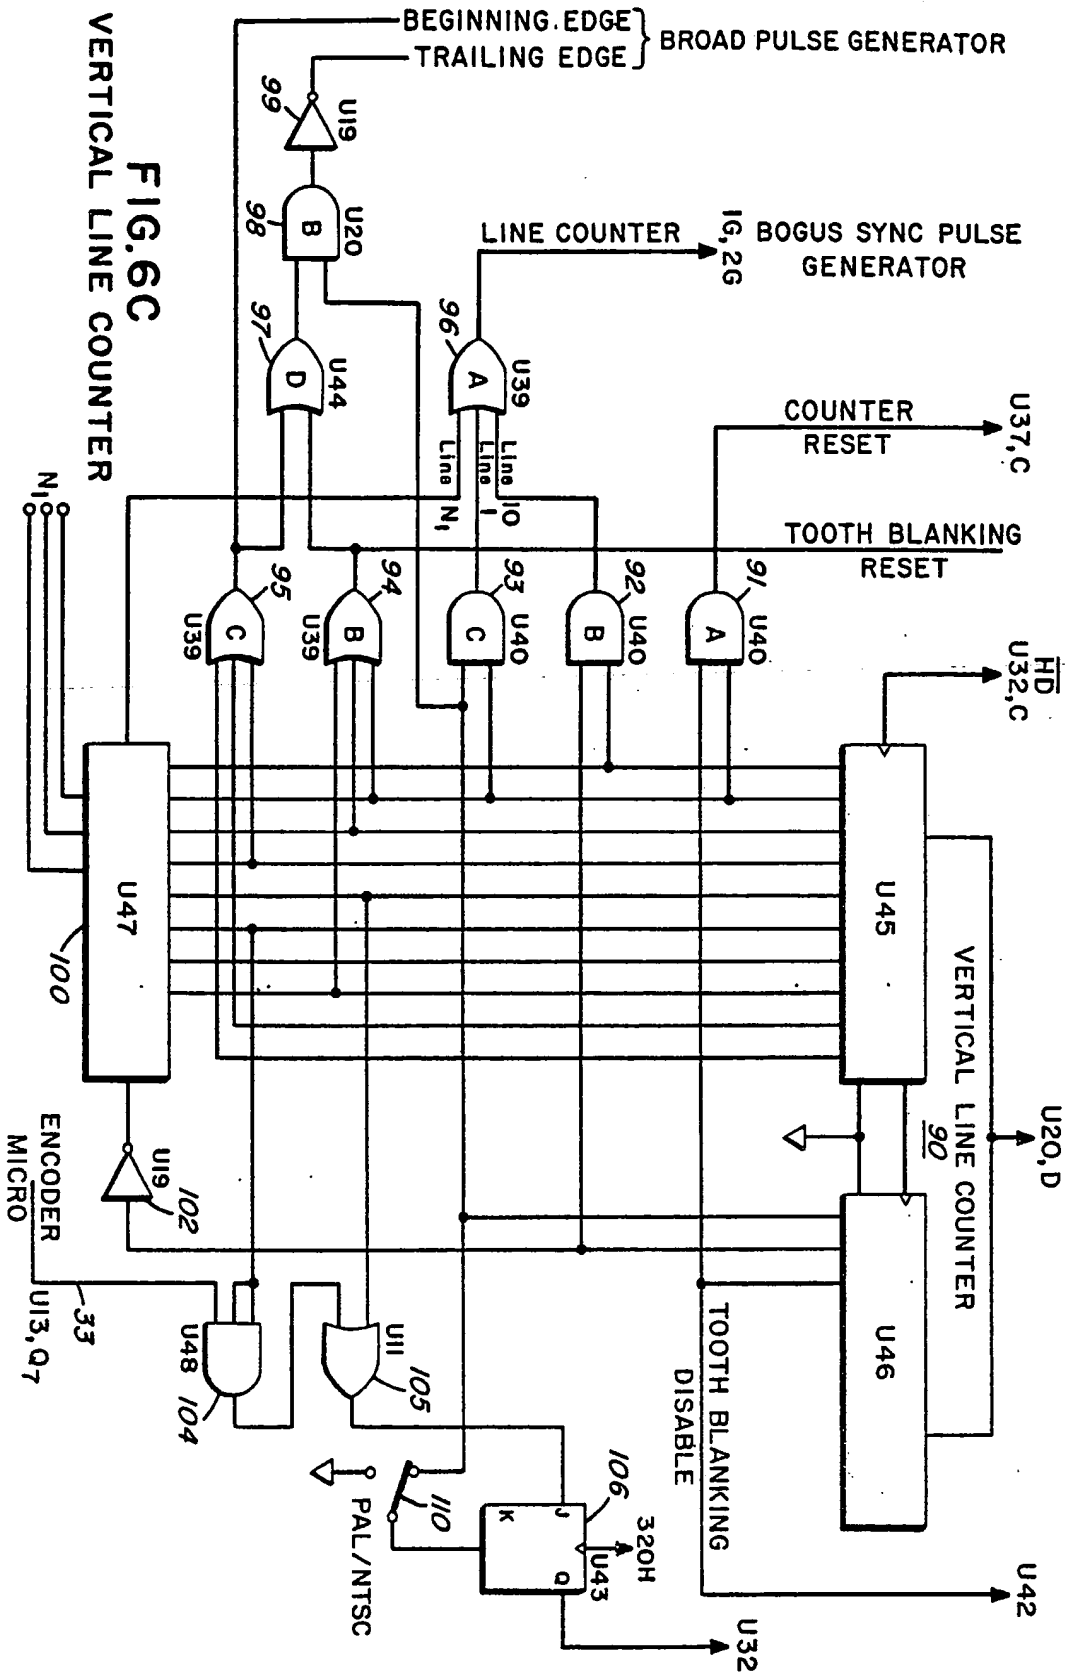 BEGINNING EDGE
TRAILING EDGE
BROAD PULSE GENERATOR
U19
99
U20
B
98
LINE COUNTER
1G, 2G
BOGUS SYNC PULSE
GENERATOR
97
D
U44
96
A
U39
Line N1
Line 1
Line 10
COUNTER
RESET
U37, C
TOOTH BLANKING
RESET
95
C
U39
94
B
U39
93
C
U40
92
B
U40
91
A
U40
HD
U32, C
N1
U47
100
U45
VERTICAL LINE COUNTER
90
U20, D
U46
U19
102
ENCODER
MICRO
33
U13, Q7
U48
104
U11
105
TOOTH BLANKING
DISABLE
U42
110
PAL/NTSC
106
J
K
Q
U43
320H
U32
FIG. 6C
VERTICAL LINE COUNTER